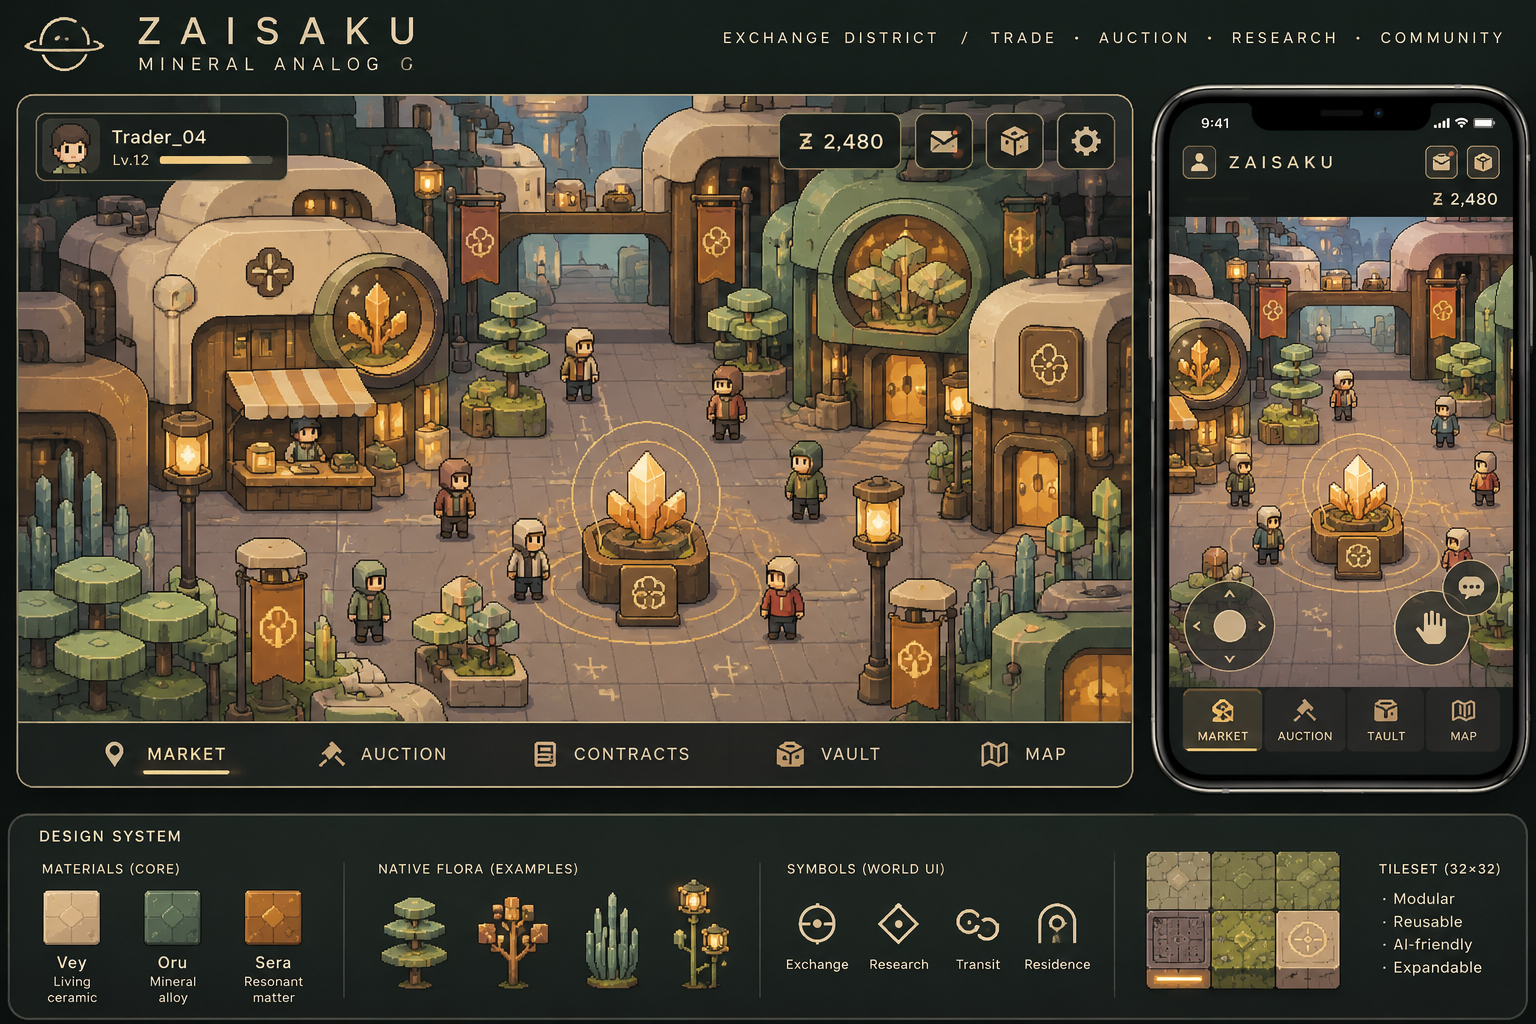 ZAISAKU
MINERAL ANALOG G
EXCHANGE DISTRICT / TRADE · AUCTION · RESEARCH · COMMUNITY
Trader_04
Lv.12
Ƶ 2,480
MARKET
AUCTION
CONTRACTS
VAULT
MAP
9:41
ZAISAKU
Ƶ 2,480
MARKET
AUCTION
TAULT
MAP
DESIGN SYSTEM
MATERIALS (CORE)
Vey
Living
ceramic
Oru
Mineral
alloy
Sera
Resonant
matter
NATIVE FLORA (EXAMPLES)
SYMBOLS (WORLD UI)
Exchange
Research
Transit
Residence
TILESET (32×32)
· Modular
· Reusable
· AI-friendly
· Expandable